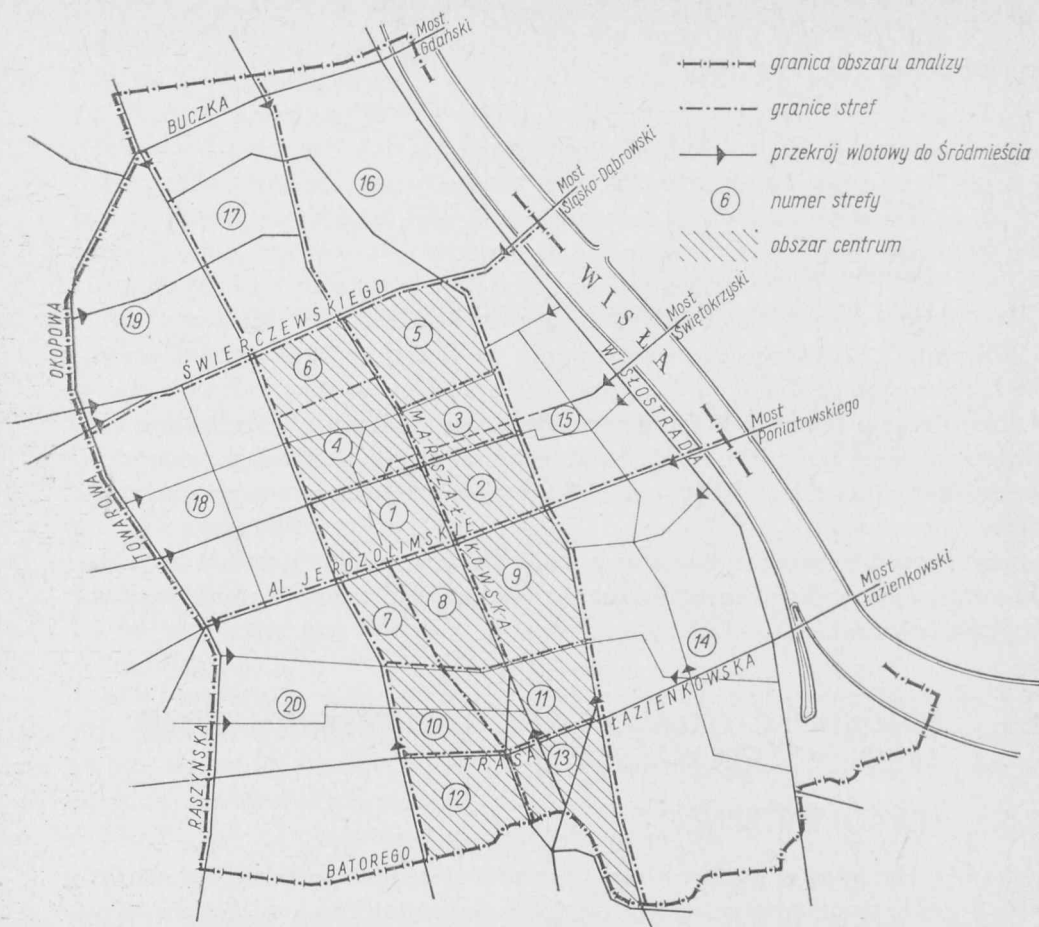 Most
Gdański
granica obszaru analizy
granice stref
przekrój wlotowy do Śródmieścia
6
numer strefy
obszar centrum
BUCZKA
Most
Śląsko-Dąbrowski
16
17
WISŁA
Most
Świętokrzyski
OKOPOWA
19
ŚWIERCZEWSKIEGO
5
6
WISŁOSTRADA
3
15
MARSZAŁKOWSKA
Most
Poniatowskiego
4
2
TOWAROWA
18
1
AL. JEROZOLIMSKIE
9
Most
Łazienkowski
8
7
14
20
11
10
TRASA ŁAZIENKOWSKA
13
RASZYŃSKA
12
BATOREGO